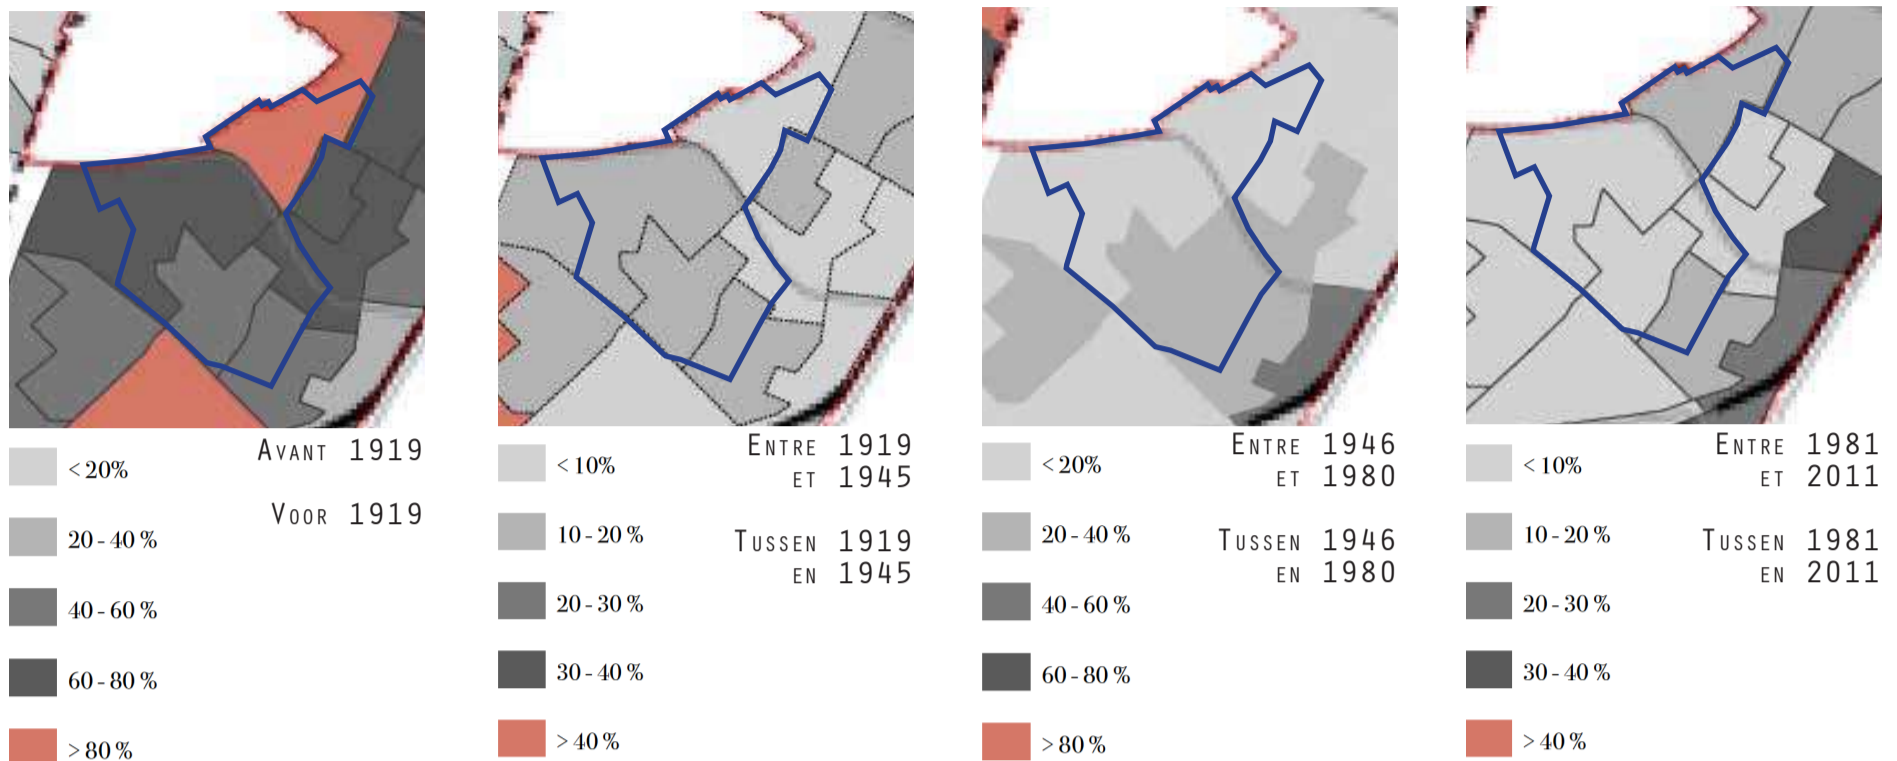 Avant 1919
Voor 1919
< 20%
20 - 40 %
40 - 60 %
60 - 80 %
> 80 %
Entre 1919
et 1945
Tussen 1919
en 1945
< 10%
10 - 20 %
20 - 30 %
30 - 40 %
> 40 %
Entre 1946
et 1980
Tussen 1946
en 1980
< 20%
20 - 40 %
40 - 60 %
60 - 80 %
> 80 %
Entre 1981
et 2011
Tussen 1981
en 2011
< 10%
10 - 20 %
20 - 30 %
30 - 40 %
> 40 %